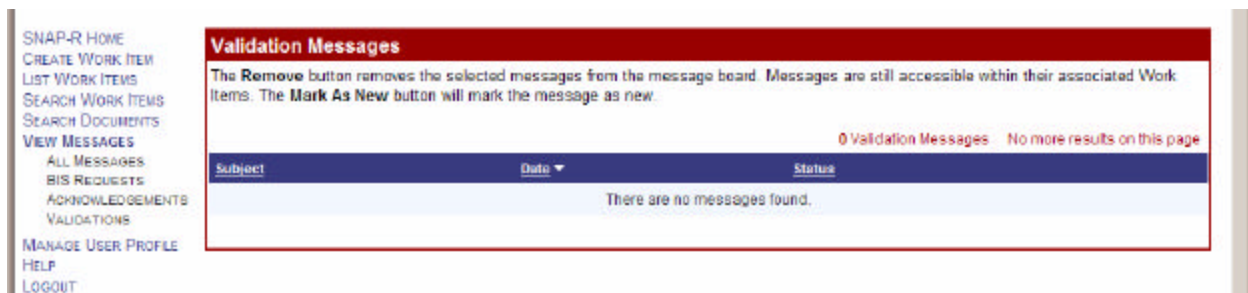 SNAP-R HOME
CREATE WORK ITEM
LIST WORK ITEMS
SEARCH WORK ITEMS
SEARCH DOCUMENTS
VIEW MESSAGES
ALL MESSAGES
BIS REQUESTS
ACKNOWLEDGEMENTS
VALIDATIONS
MANAGE USER PROFILE
HELP
LOGOUT
Validation Messages
The Remove button removes the selected messages from the message board. Messages are still accessible within their associated Work
Items. The Mark As New button will mark the message as new.
0 Validation Messages No more results on this page
Subject Date ▼ Status
There are no messages found.